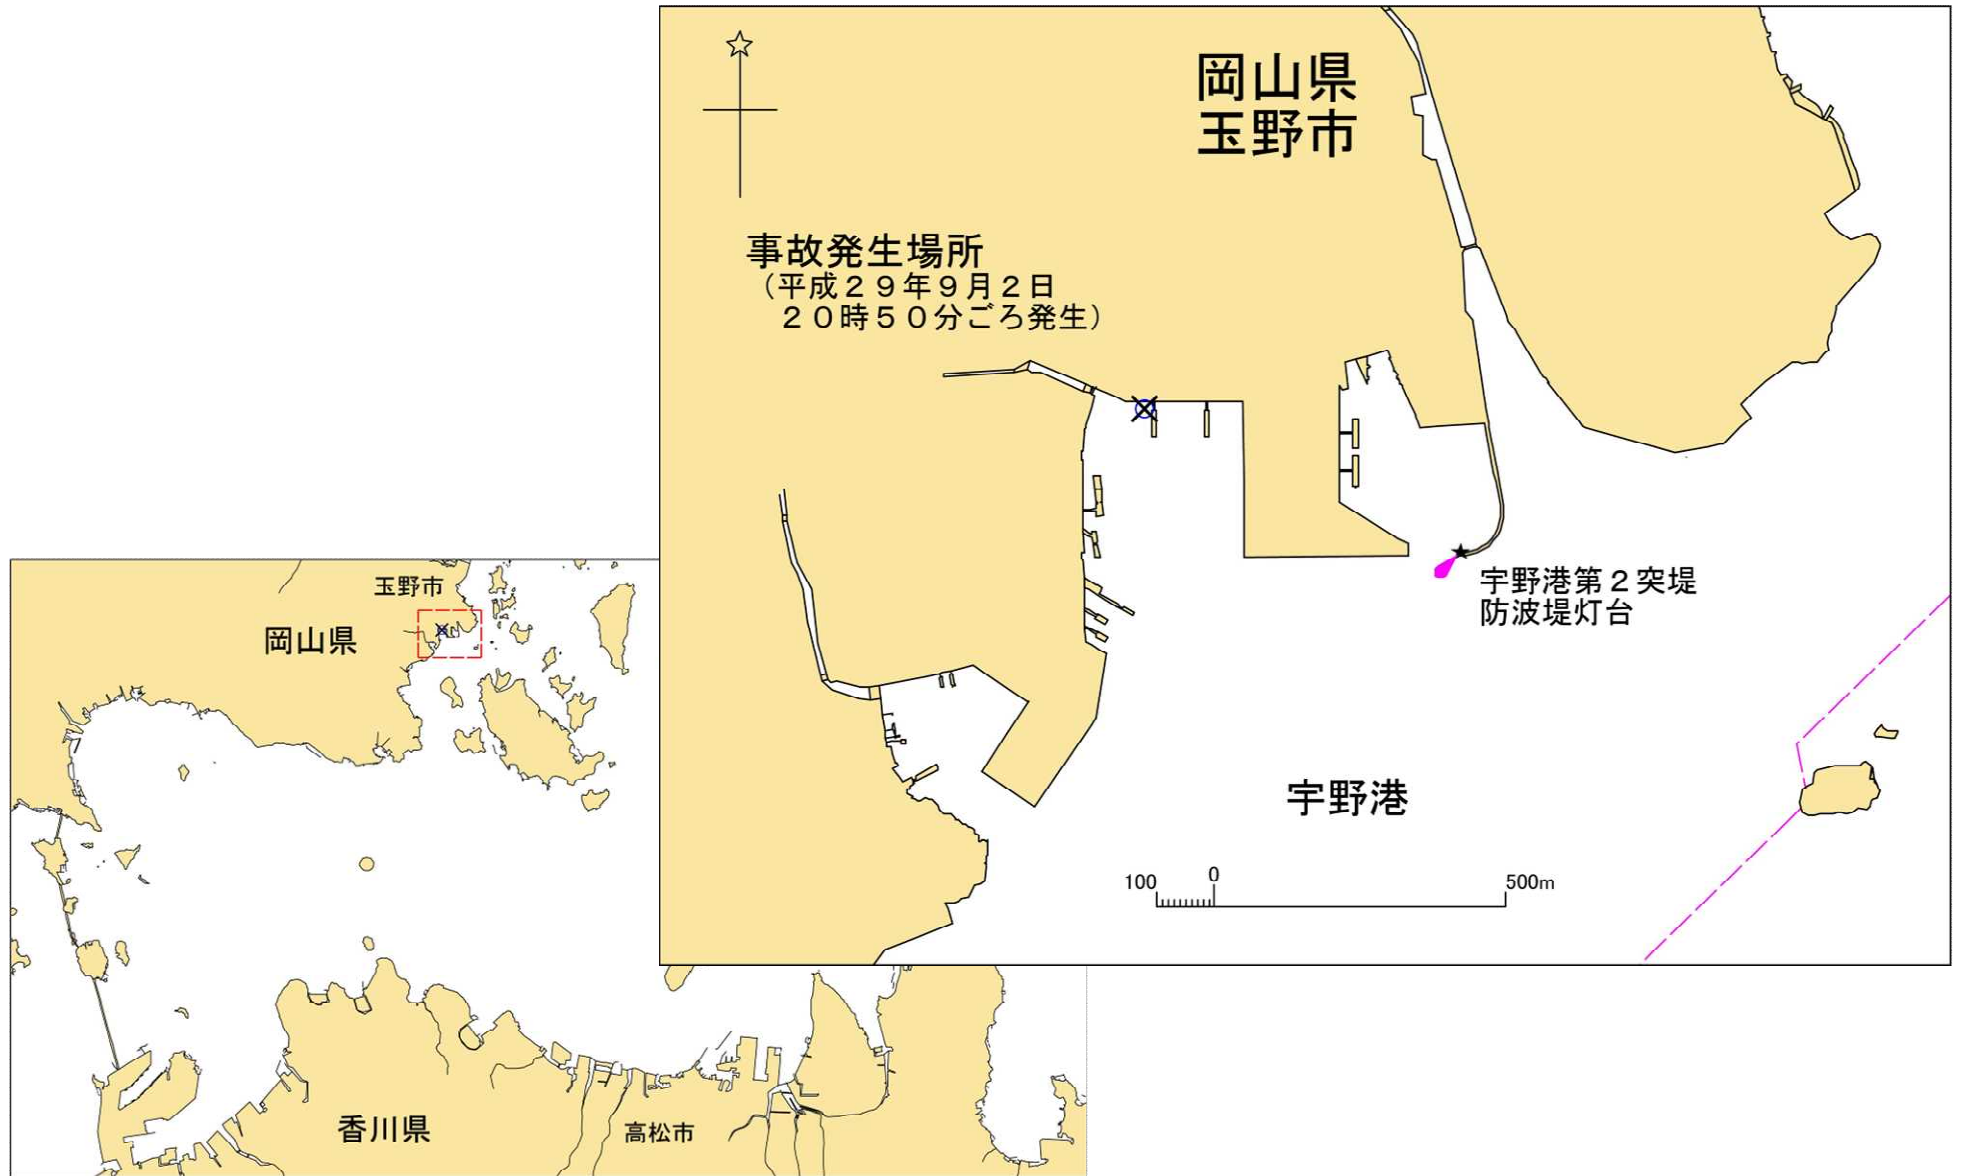 岡山県
玉野市
事故発生場所
（平成２９年９月２日
２０時５０分ごろ発生）
宇野港第２突堤
防波堤灯台
宇野港
100 0 500m
玉野市
岡山県
香川県
高松市